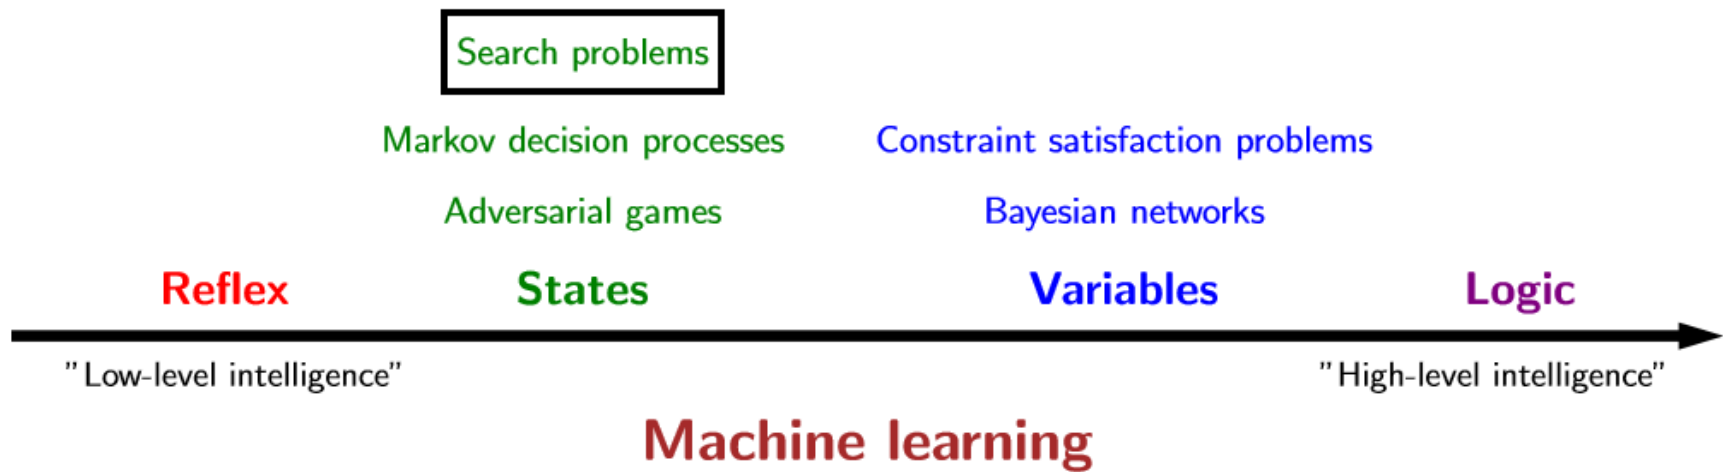 Search problems
Markov decision processes
Constraint satisfaction problems
Adversarial games
Bayesian networks
Reflex
States
Variables
Logic
"Low-level intelligence"
"High-level intelligence"
Machine learning